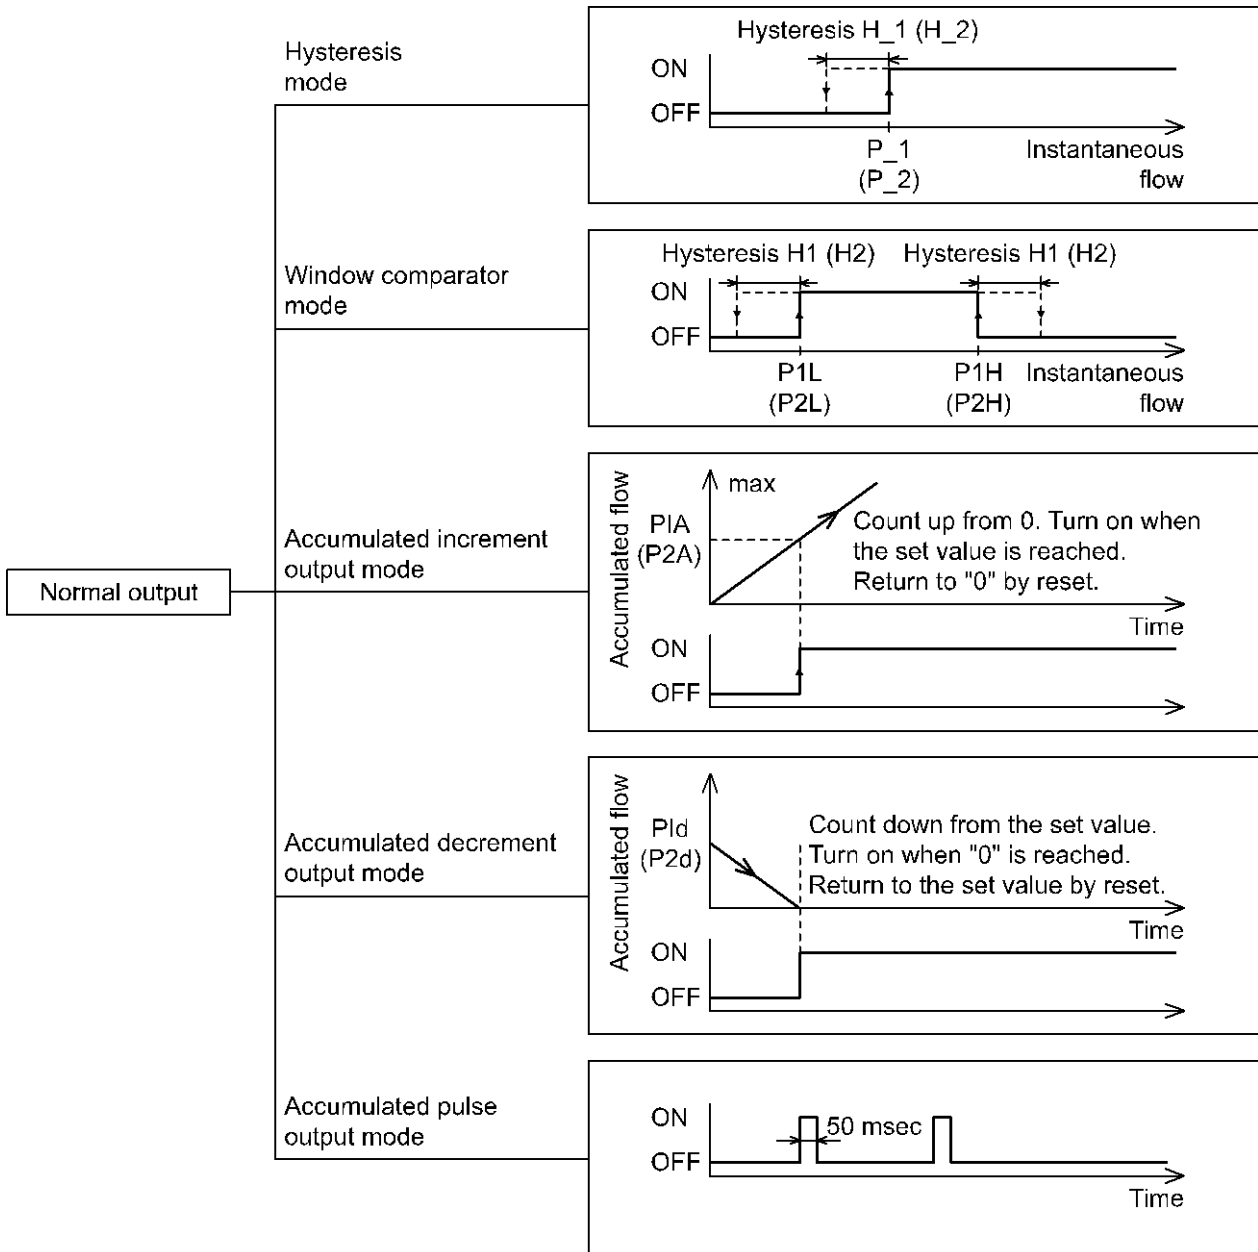 Normal output
Hysteresis
mode
Hysteresis H_1 (H_2)
ON
OFF
P_1
(P_2)
Instantaneous
flow
Window comparator
mode
Hysteresis H1 (H2)
Hysteresis H1 (H2)
ON
OFF
P1L
(P2L)
P1H
(P2H)
Instantaneous
flow
Accumulated increment
output mode
Accumulated flow
max
PIA
(P2A)
Count up from 0. Turn on when
the set value is reached.
Return to "0" by reset.
Time
ON
OFF
Accumulated decrement
output mode
Accumulated flow
PId
(P2d)
Count down from the set value.
Turn on when "0" is reached.
Return to the set value by reset.
Time
ON
OFF
Accumulated pulse
output mode
ON
50 msec
OFF
Time